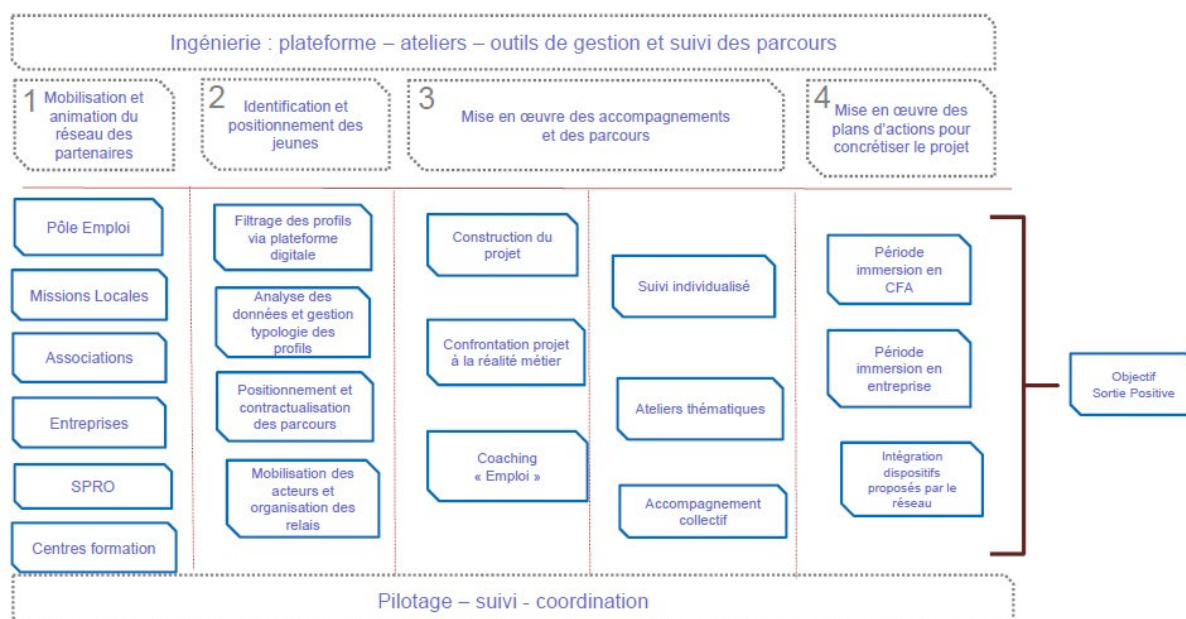 Ingénierie : plateforme – ateliers – outils de gestion et suivi des parcours
1
Mobilisation et
animation du
réseau des
partenaires
2
Identification et
positionnement des
jeunes
3
Mise en œuvre des accompagnements
et des parcours
4
Mise en œuvre des
plans d'actions pour
concrétiser le projet
Pôle Emploi
Missions Locales
Associations
Entreprises
SPRO
Centres formation
Filtrage des profils
via plateforme
digitale
Analyse des
données et gestion
typologie des
profils
Positionnement et
contractualisation
des parcours
Mobilisation des
acteurs et
organisation des
relais
Construction du
projet
Confrontation projet
à la réalité métier
Coaching
« Emploi »
Suivi individualisé
Ateliers thématiques
Accompagnement
collectif
Période
immersion en
CFA
Période
immersion en
entreprise
Intégration
dispositifs
proposés par le
réseau
Objectif
Sortie Positive
Pilotage – suivi - coordination